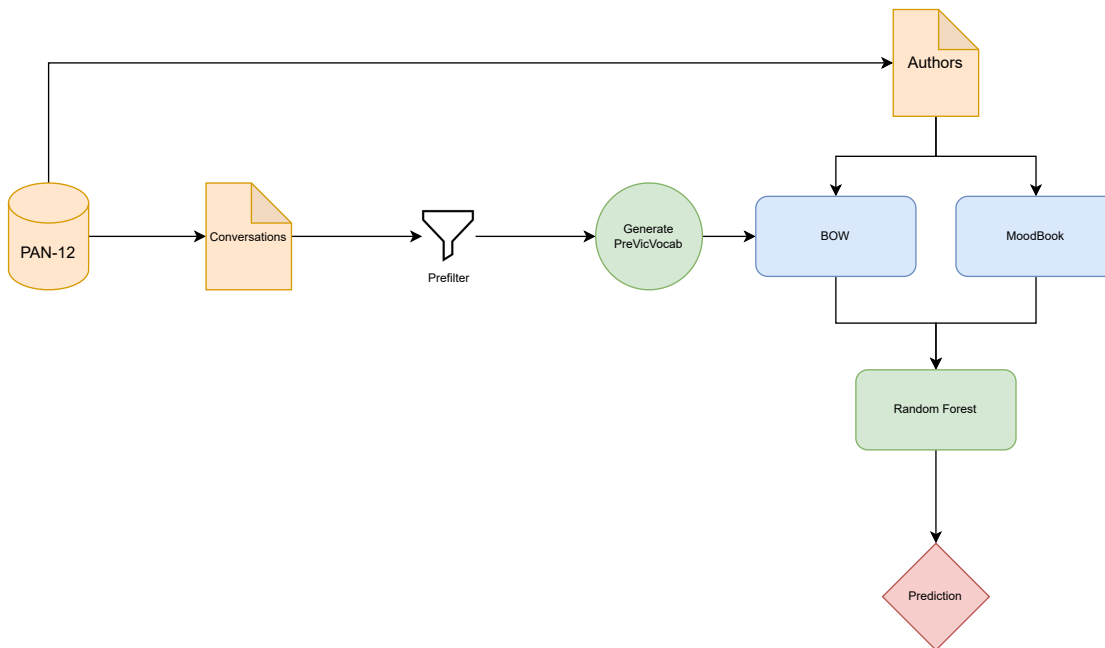 Authors
PAN-12
Conversations
Prefilter
Generate
PreVicVocab
BOW
MoodBook
Random Forest
Prediction